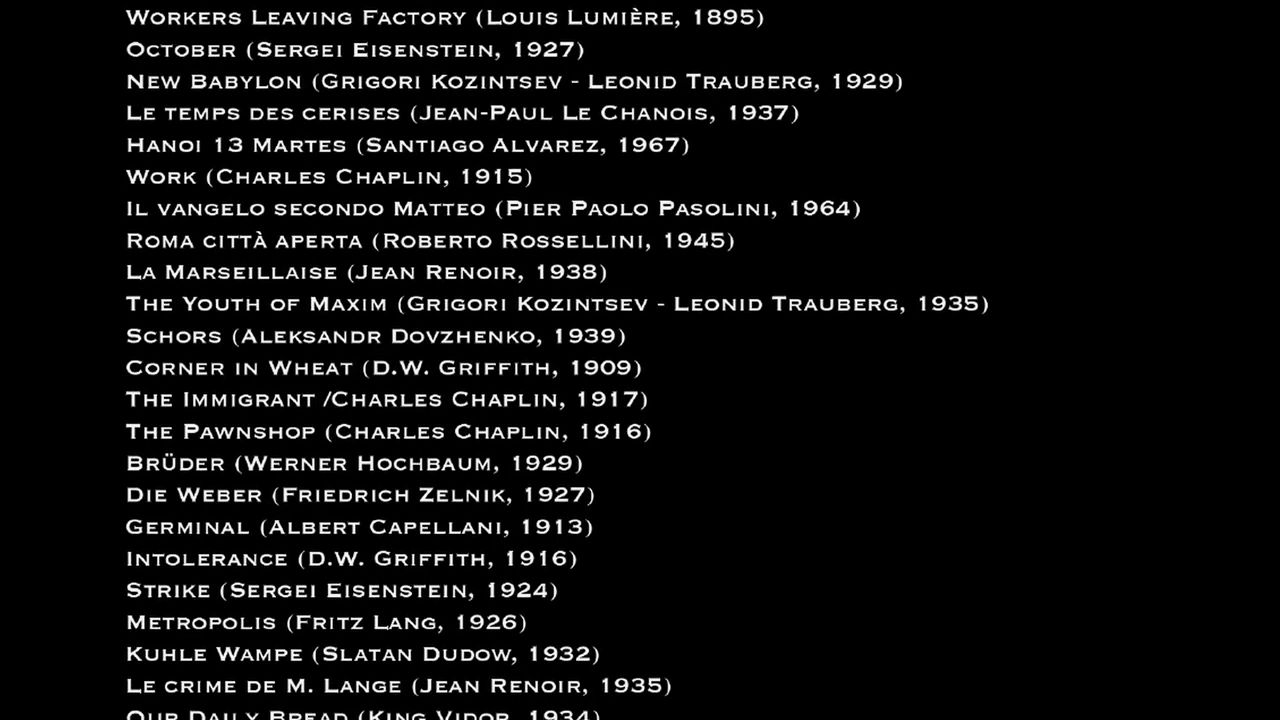 Workers Leaving Factory (Louis Lumière, 1895)
October (Sergei Eisenstein, 1927)
New Babylon (Grigori Kozintsev - Leonid Trauberg, 1929)
Le temps des cerises (Jean-Paul Le Chanois, 1937)
Hanoi 13 Martes (Santiago Alvarez, 1967)
Work (Charles Chaplin, 1915)
Il vangelo secondo Matteo (Pier Paolo Pasolini, 1964)
Roma città aperta (Roberto Rossellini, 1945)
La Marseillaise (Jean Renoir, 1938)
The Youth of Maxim (Grigori Kozintsev - Leonid Trauberg, 1935)
Schors (Aleksandr Dovzhenko, 1939)
Corner in Wheat (D.W. Griffith, 1909)
The Immigrant /Charles Chaplin, 1917)
The Pawnshop (Charles Chaplin, 1916)
Brüder (Werner Hochbaum, 1929)
Die Weber (Friedrich Zelnik, 1927)
Germinal (Albert Capellani, 1913)
Intolerance (D.W. Griffith, 1916)
Strike (Sergei Eisenstein, 1924)
Metropolis (Fritz Lang, 1926)
Kuhle Wampe (Slatan Dudow, 1932)
Le crime de M. Lange (Jean Renoir, 1935)
Our Daily Bread (King Vidor, 1934)